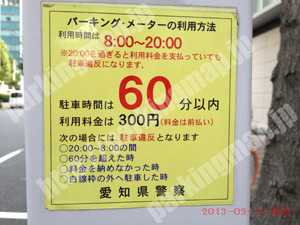 パーキング・メーターの利用方法
利用時間は 8:00~20:00
※20:00を過ぎると利用料金を支払っていても
駐車違反になります。
駐車時間は 60 分以内
利用料金は 300円(料金は前払い)
次の場合には、駐車違反となります
○20:00~8:00の間
○60分を超えた時
○料金を納めなかった時
○白線枠の外へ駐車した時
愛知県警察
parkingmap.jp